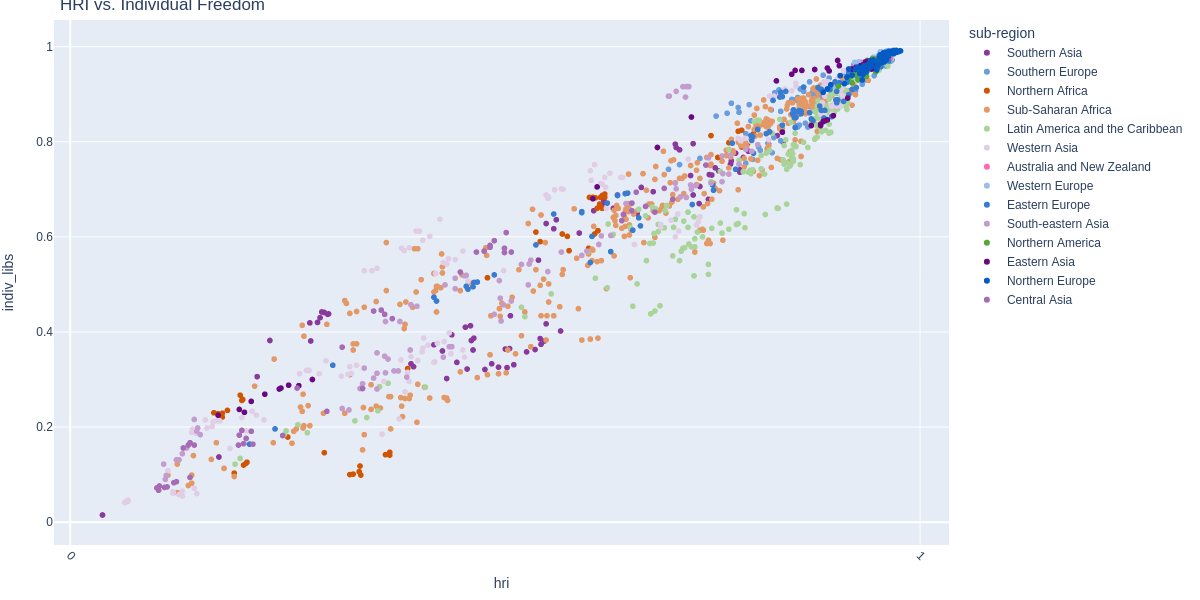 HRI vs. Individual Freedom
sub-region
Southern Asia
Southern Europe
Northern Africa
Sub-Saharan Africa
Latin America and the Caribbean
Western Asia
Australia and New Zealand
Western Europe
Eastern Europe
South-eastern Asia
Northern America
Eastern Asia
Northern Europe
Central Asia
indiv_libs
1
0.8
0.6
0.4
0.2
0
0
1
hri